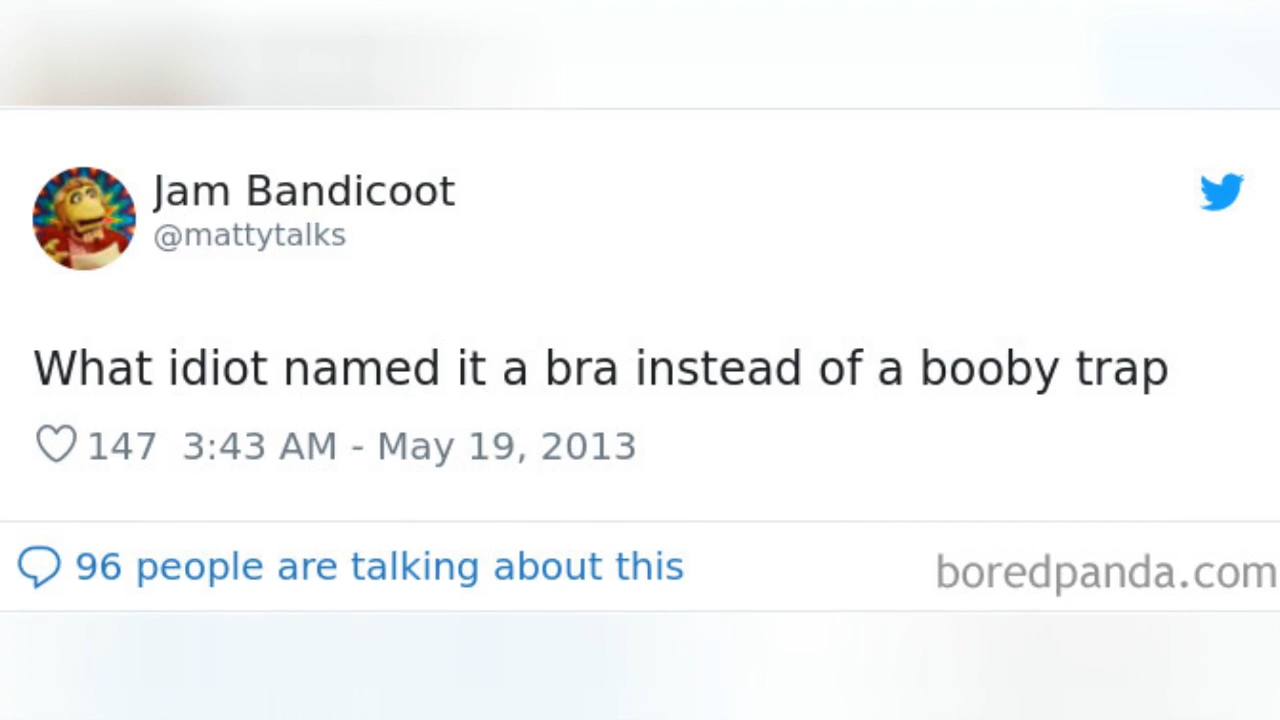 Jam Bandicoot
@mattytalks
What idiot named it a bra instead of a booby trap
147 3:43 AM - May 19, 2013
96 people are talking about this
boredpanda.com